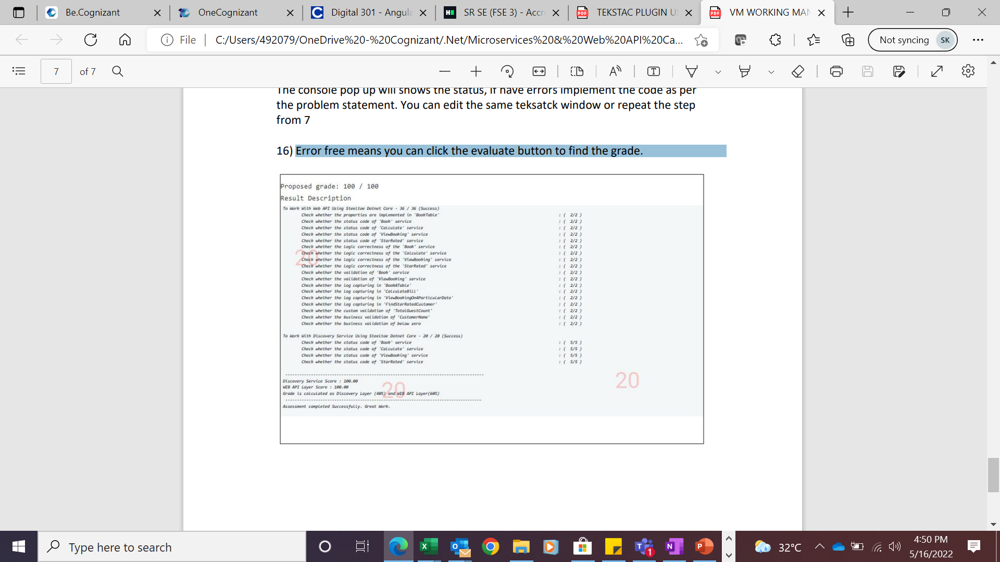 Be.Cognizant
OneCognizant
Digital 301 - Angula
SR SE (FSE 3) - Accr
TEKSTAC PLUGIN US
VM WORKING MAN
File
C:/Users/492079/OneDrive%20-%20Cognizant/.Net/Microservices%20&%20Web%20API%20Ca...
Not syncing
SK
7 of 7
The console pop up will shows the status, if have errors implement the code as per
the problem statement. You can edit the same teksatck window or repeat the step
from 7
16) Error free means you can click the evaluate button to find the grade.
Proposed grade: 100 / 100
Result Description
To Work With Web API Using Steeltoe Dotnet Core - 36 / 36 (Success)
Check whether the properties are implemented in 'BookTable' : ( 2/2 )
Check whether the status code of 'Book' service : ( 2/2 )
Check whether the status code of 'Calculate' service : ( 2/2 )
Check whether the status code of 'ViewBooking' service : ( 2/2 )
Check whether the status code of 'StarRated' service : ( 2/2 )
Check whether the logic correctness of the 'Book' service : ( 2/2 )
Check whether the logic correctness of the 'Calculate' service : ( 2/2 )
Check whether the logic correctness of the 'ViewBooking' service : ( 2/2 )
Check whether the logic correctness of the 'StarRated' service : ( 2/2 )
Check whether the validation of 'Book' service : ( 2/2 )
Check whether the validation of 'ViewBooking' service : ( 2/2 )
Check whether the log capturing in 'BookATable' : ( 2/2 )
Check whether the log capturing in 'CalculateBill' : ( 2/2 )
Check whether the log capturing in 'ViewBookingOnAParticularDate' : ( 2/2 )
Check whether the log capturing in 'FindStarRatedCustomer' : ( 2/2 )
Check whether the custom validation of 'TotalGuestCount' : ( 2/2 )
Check whether the business validation of 'CustomerName' : ( 2/2 )
Check whether the business validation of below zero : ( 2/2 )
20
To Work With Discovery Service Using Steeltoe Dotnet Core - 20 / 20 (Success)
Check whether the status code of 'Book' service : ( 5/5 )
Check whether the status code of 'Calculate' service : ( 5/5 )
Check whether the status code of 'ViewBooking' service : ( 5/5 )
Check whether the status code of 'StarRated' service : ( 5/5 )
--------------------------------------------------
Discovery Service Score : 100.00
WEB API Layer Score : 100.00
Grade is calculated as Discovery Layer (40%) and WEB API Layer(60%)
--------------------------------------------------
20
20
Assessment completed Successfully. Great Work.
Type here to search
1
32°C
4:50 PM
5/16/2022